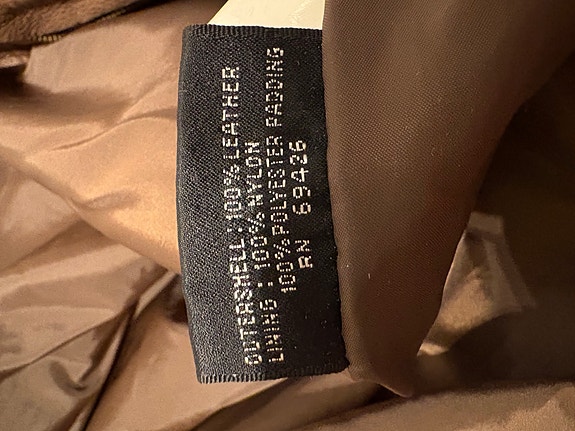 OUTERSHELL : 100% LEATHER
LINING : 100% NYLON
100% POLYESTER PADDING
RN 69426